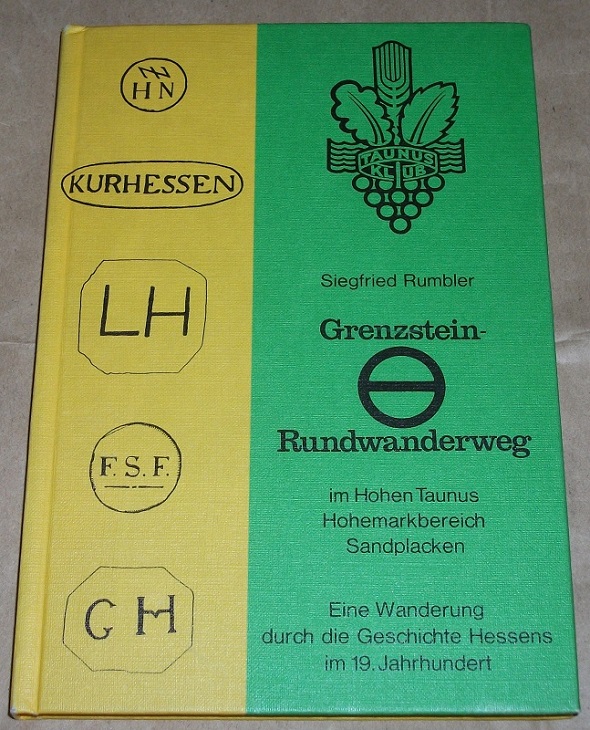 HN
KURHESSEN
LH
F.S.F.
GH
TAUNUS
KLUB
Siegfried Rumbler
Grenzstein-
Rundwanderweg
im Hohen Taunus
Hohemarkbereich
Sandplacken
Eine Wanderung
durch die Geschichte Hessens
im 19. Jahrhundert